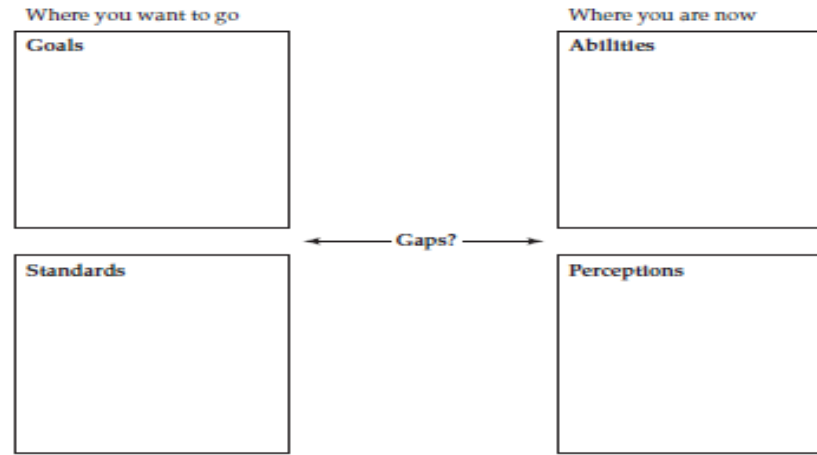 Where you want to go
Where you are now
Goals
Abilities
Gaps?
Standards
Perceptions